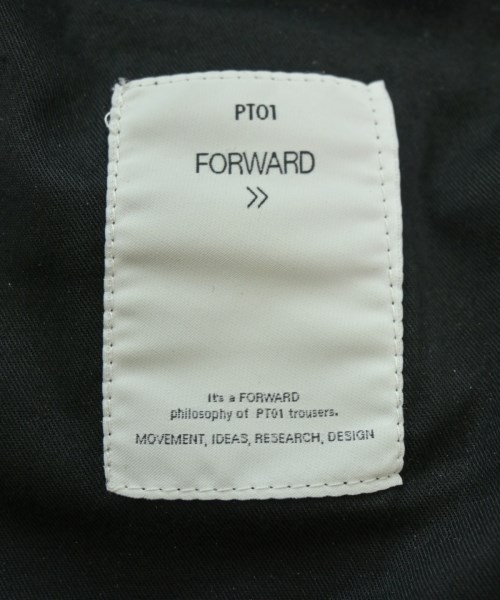 PT01
FORWARD
>>
It's a FORWARD
philosophy of PT01 trousers.
MOVEMENT, IDEAS, RESEARCH, DESIGN